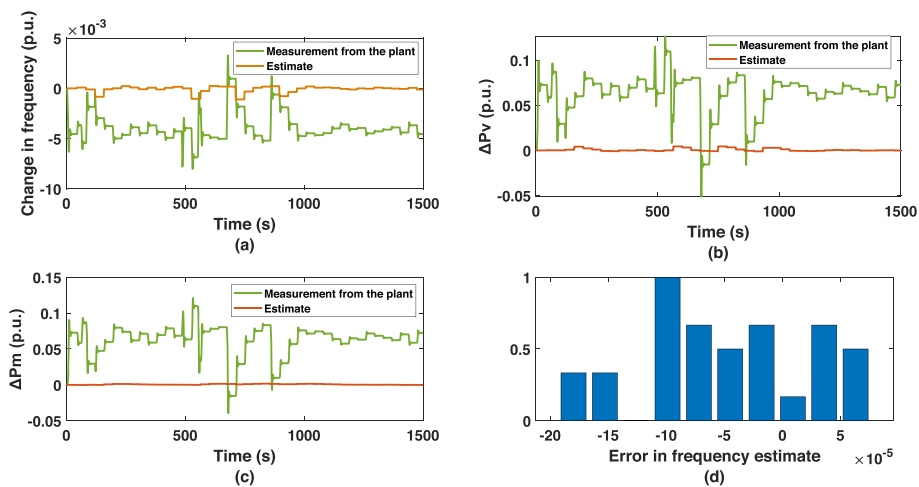 ×10⁻³
5
0
-5
-10
Change in frequency (p.u.)
Measurement from the plant
Estimate
0 500 1000 1500
Time (s)
(a)
0.1
0.05
0
-0.05
ΔPv (p.u.)
Measurement from the plant
Estimate
0 500 1000 1500
Time (s)
(b)
0.15
0.1
0.05
0
-0.05
ΔPm (p.u.)
Measurement from the plant
Estimate
0 500 1000 1500
Time (s)
(c)
1
0.5
0
-20 -15 -10 -5 0 5
Error in frequency estimate
×10⁻⁵
(d)